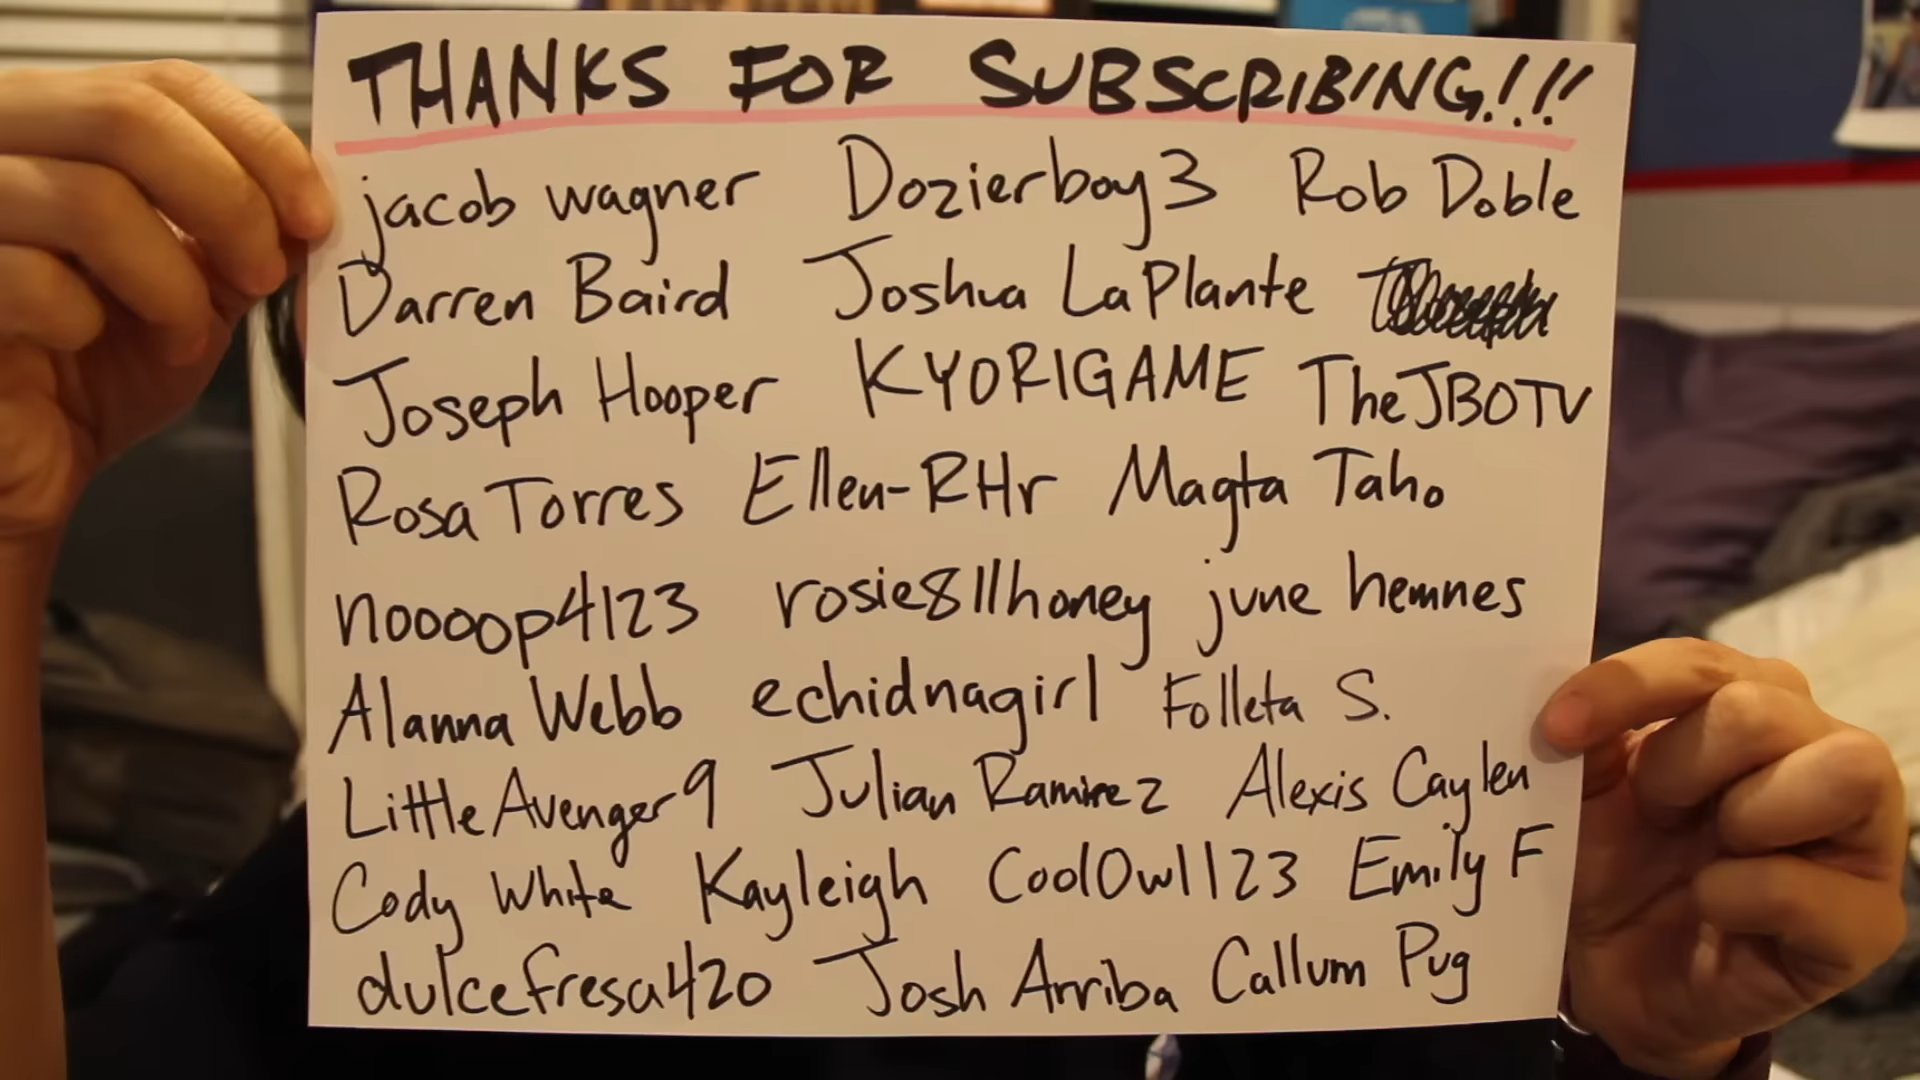 THANKS FOR SUBSCRIBING!!!
jacob wagner Dozierboy3 Rob Doble
Darren Baird Joshua LaPlante
Joseph Hooper KYORIGAME TheJBOTV
Rosa Torres Ellen-RHr Magta Taho
noooop4123 rosie811honey june hemnes
Alanna Webb echidnagirl Folleta S.
LittleAvenger9 Julian Ramirez Alexis Caylen
Cody White Kayleigh CoolOwl123 Emily F
dulcefresa420 Josh Arriba Callum Pug